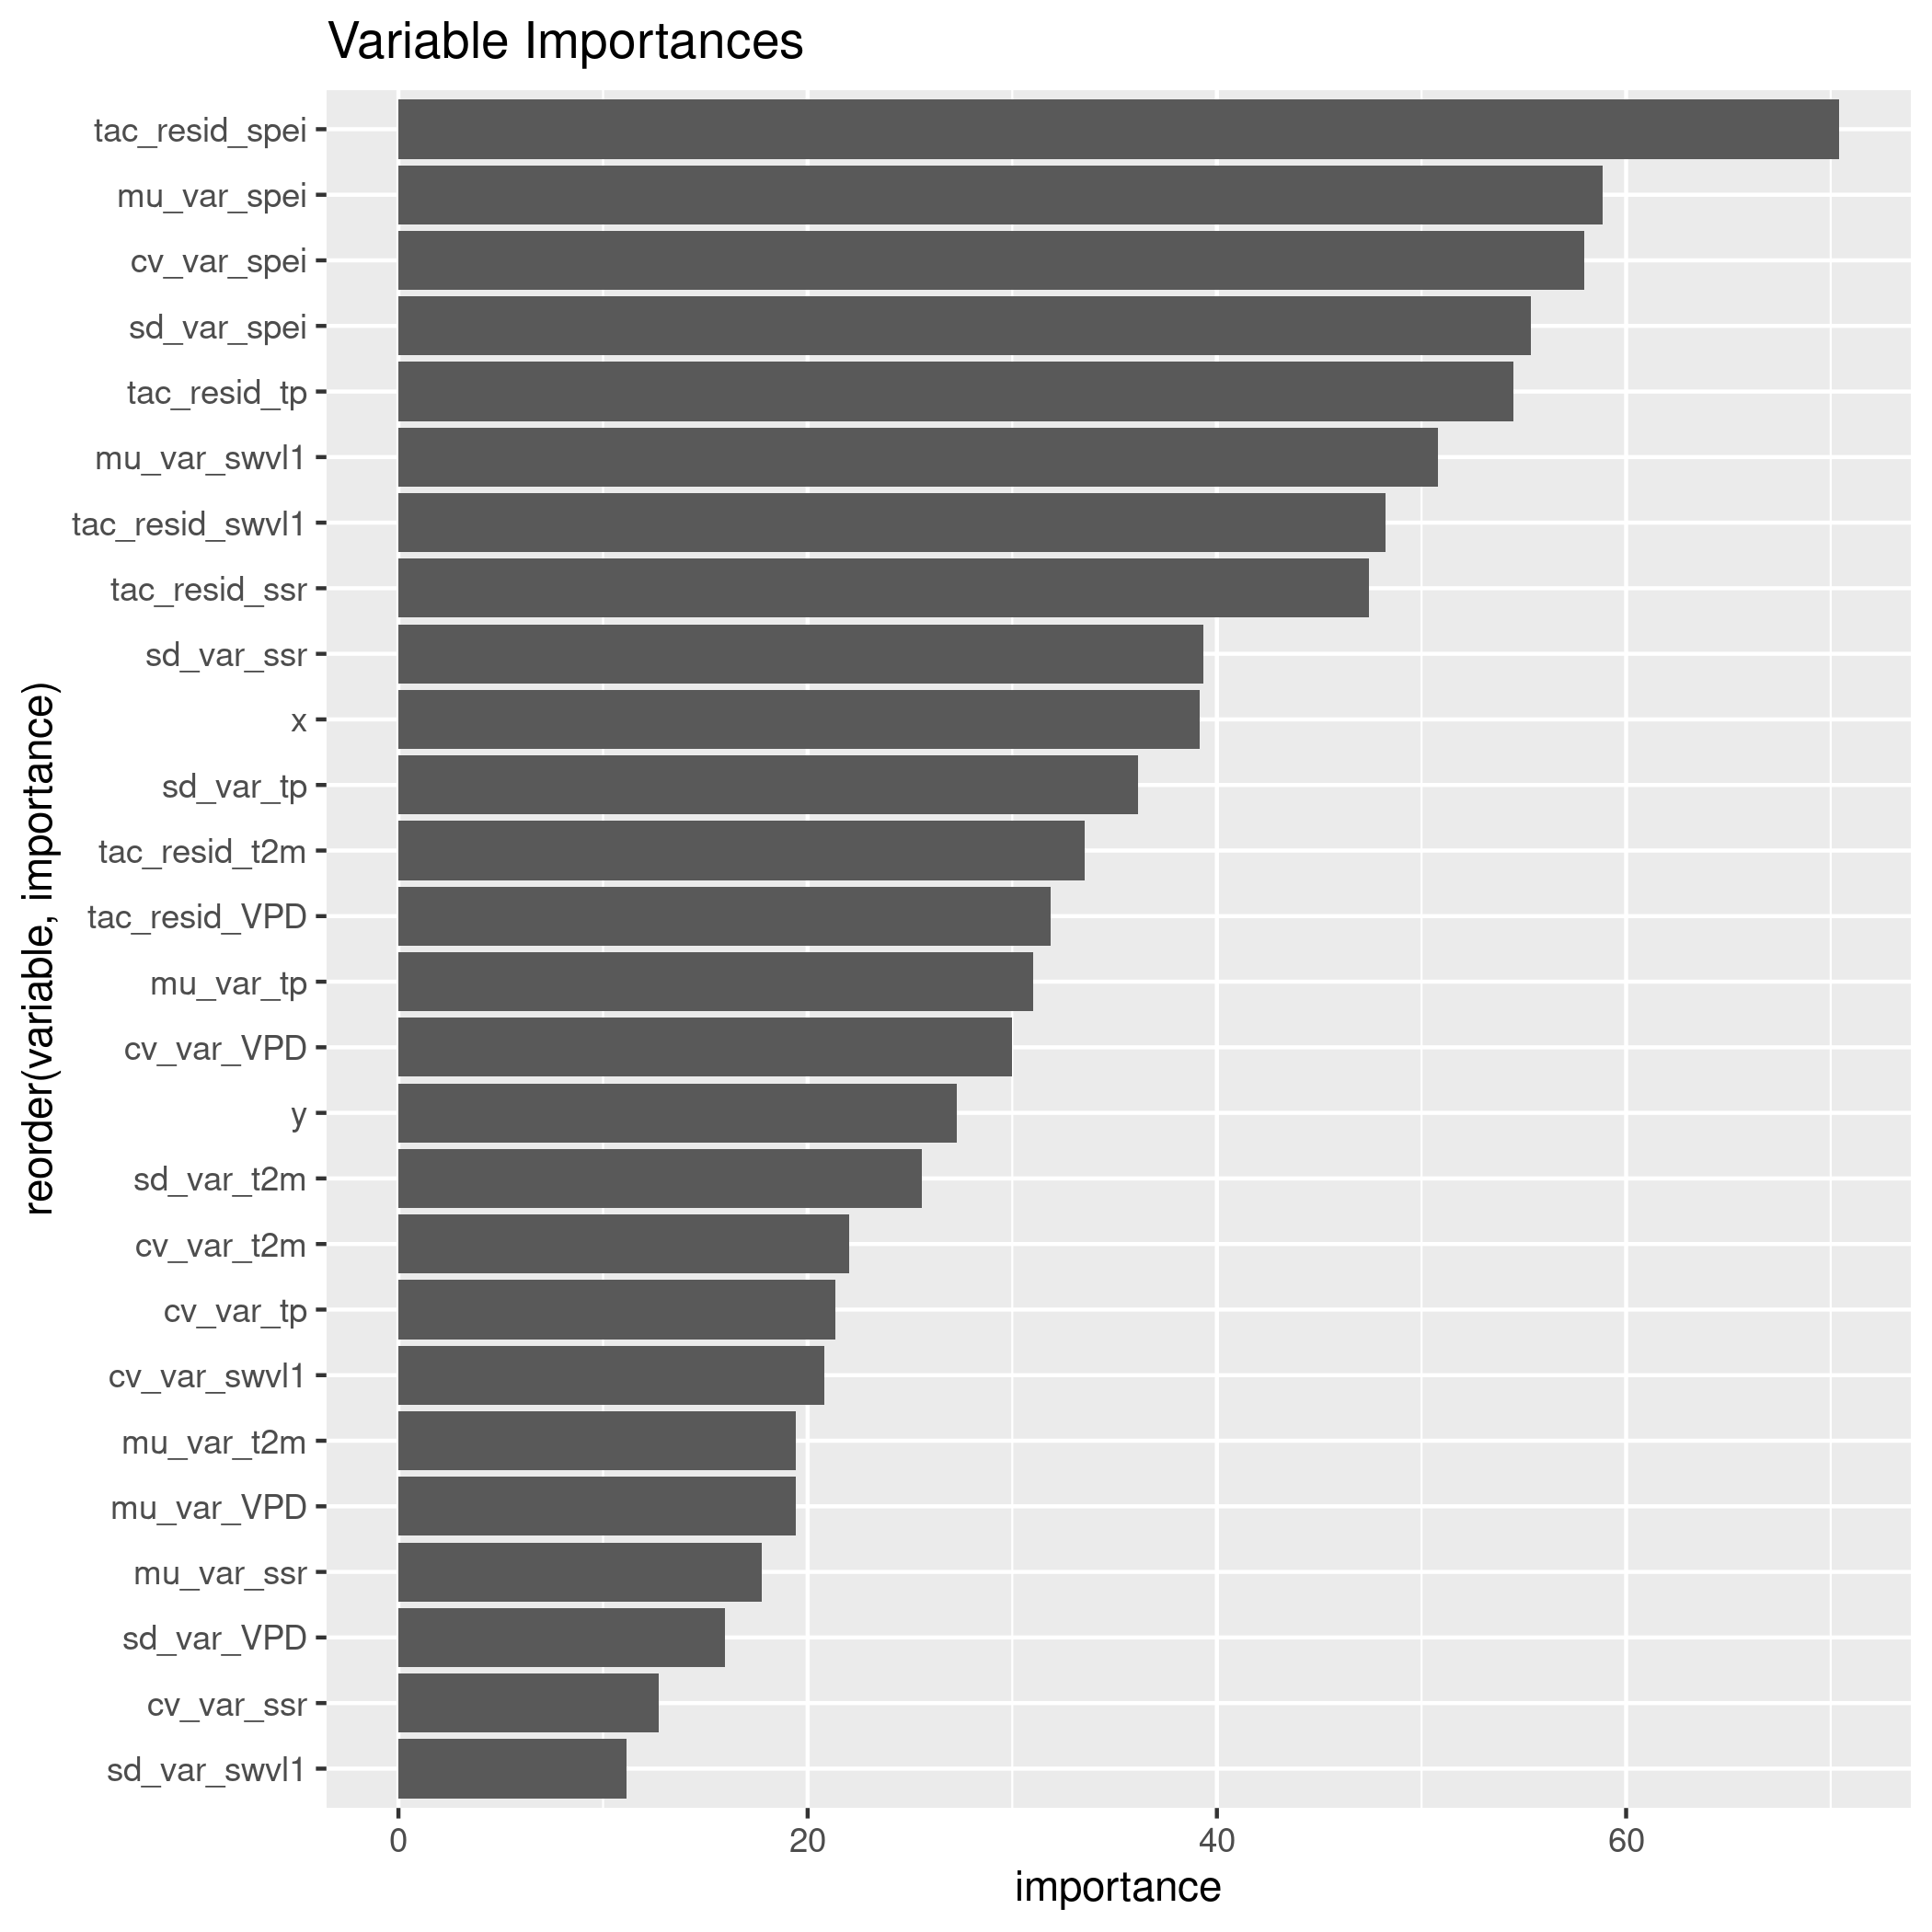 Variable Importances
reorder(variable, importance)
tac_resid_spei
mu_var_spei
cv_var_spei
sd_var_spei
tac_resid_tp
mu_var_swvl1
tac_resid_swvl1
tac_resid_ssr
sd_var_ssr
x
sd_var_tp
tac_resid_t2m
tac_resid_VPD
mu_var_tp
cv_var_VPD
y
sd_var_t2m
cv_var_t2m
cv_var_tp
cv_var_swvl1
mu_var_t2m
mu_var_VPD
mu_var_ssr
sd_var_VPD
cv_var_ssr
sd_var_swvl1
0 20 40 60
importance